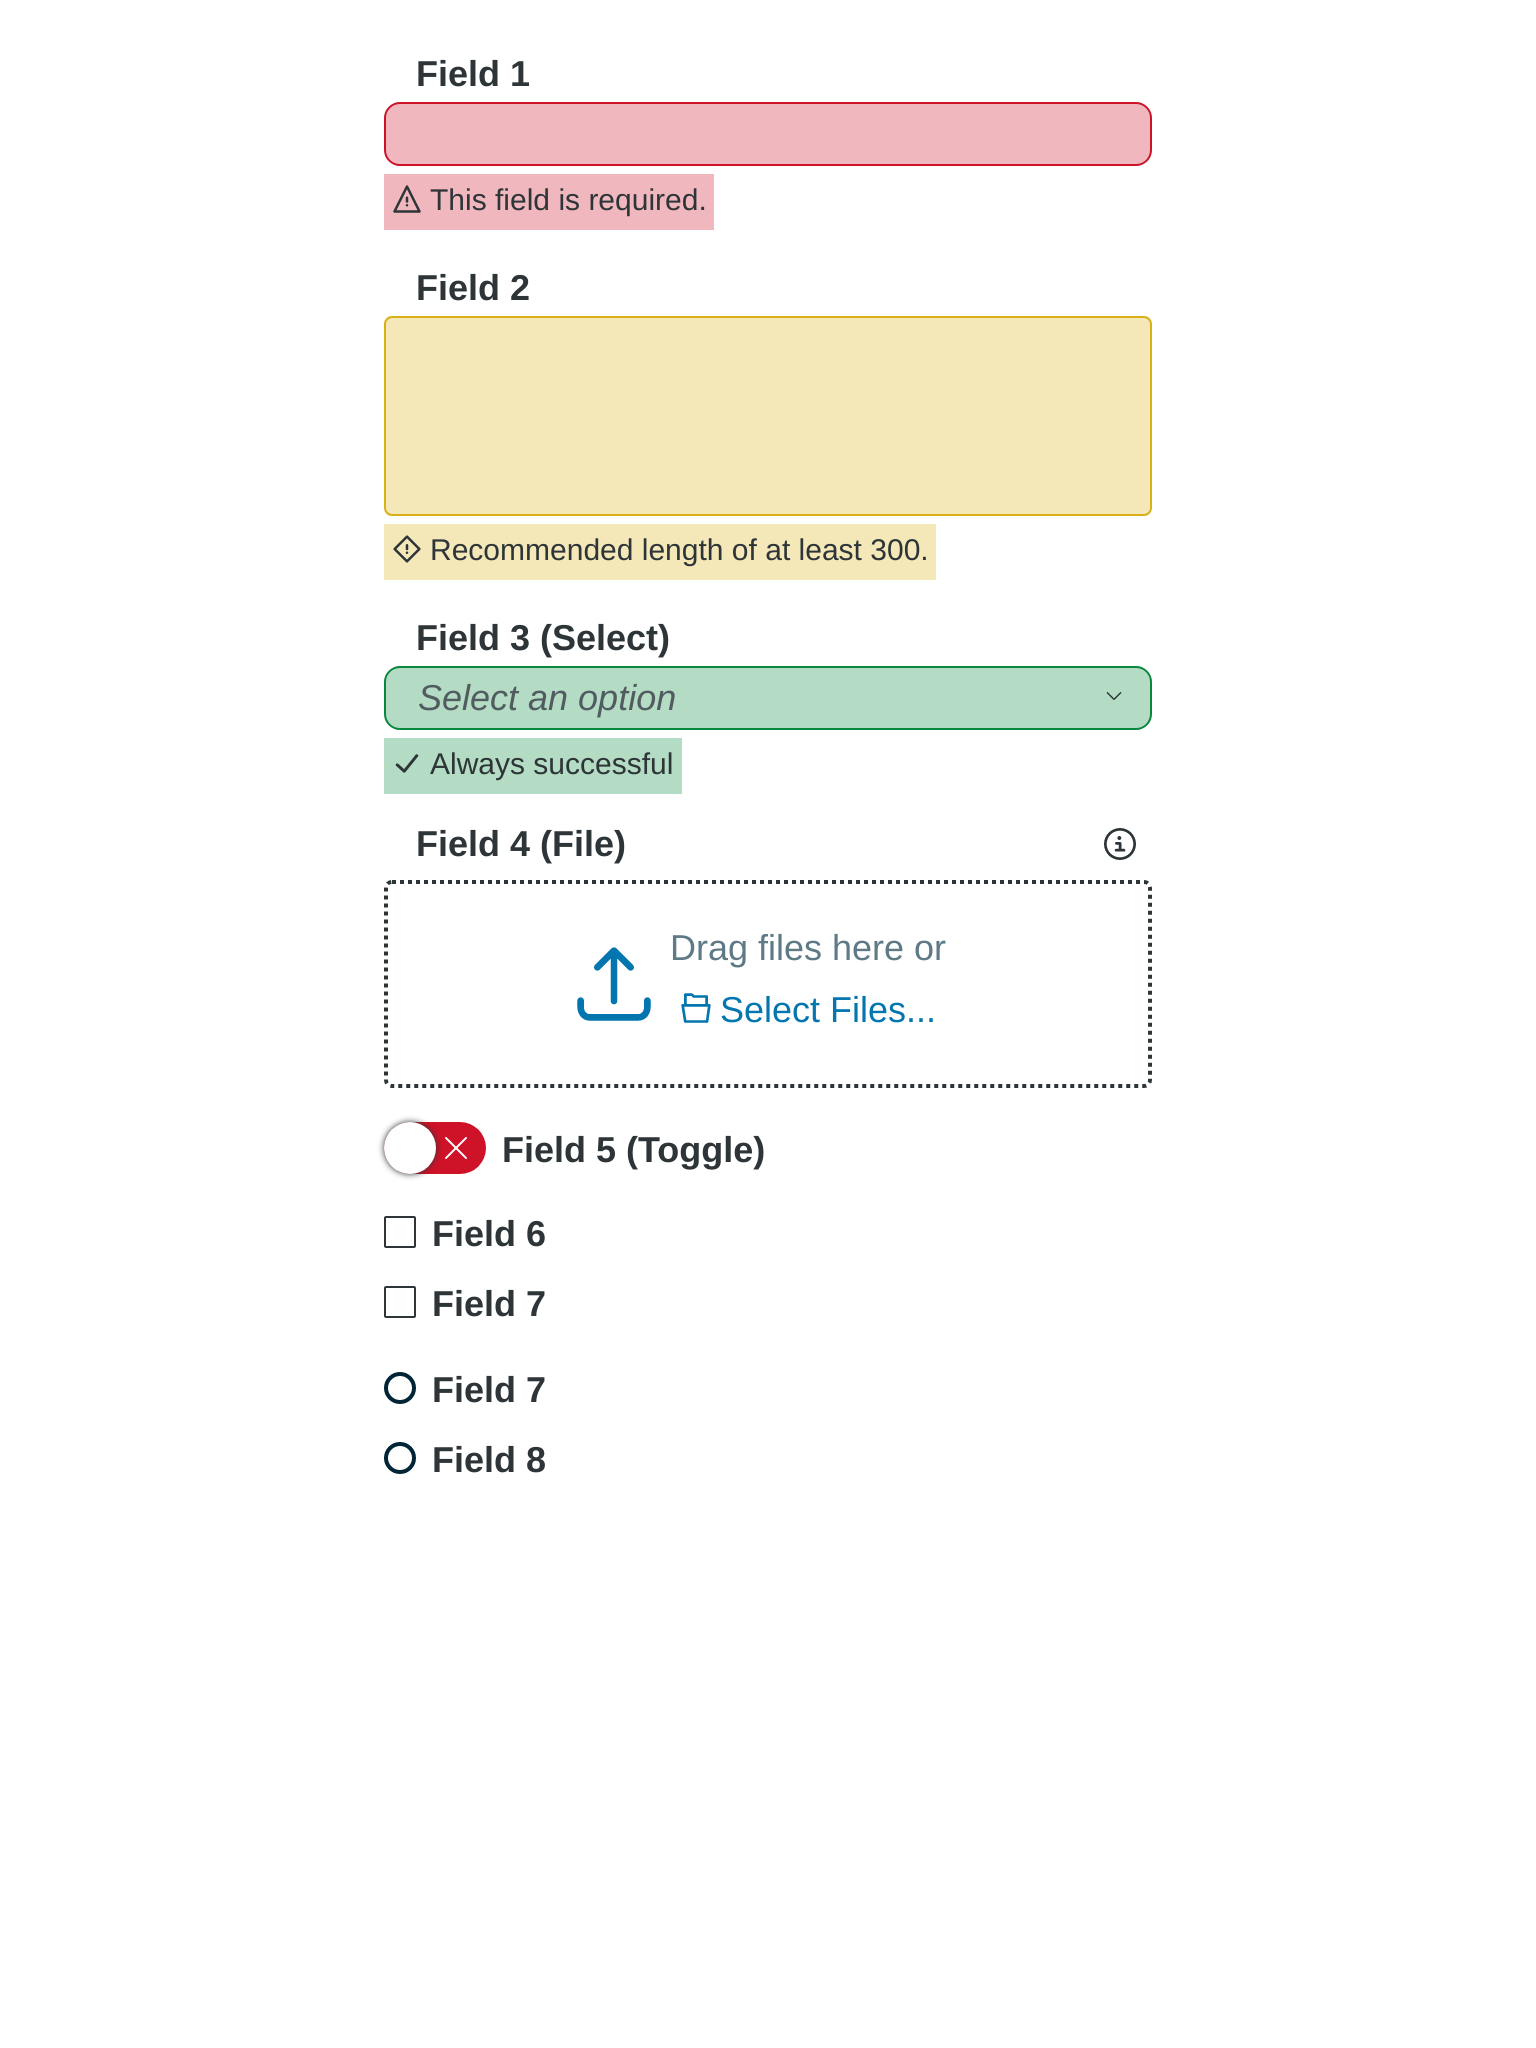 Field 1
This field is required.
Field 2
Recommended length of at least 300.
Field 3 (Select)
Select an option
Always successful
Field 4 (File)
Drag files here or
Select Files...
Field 5 (Toggle)
Field 6
Field 7
Field 7
Field 8